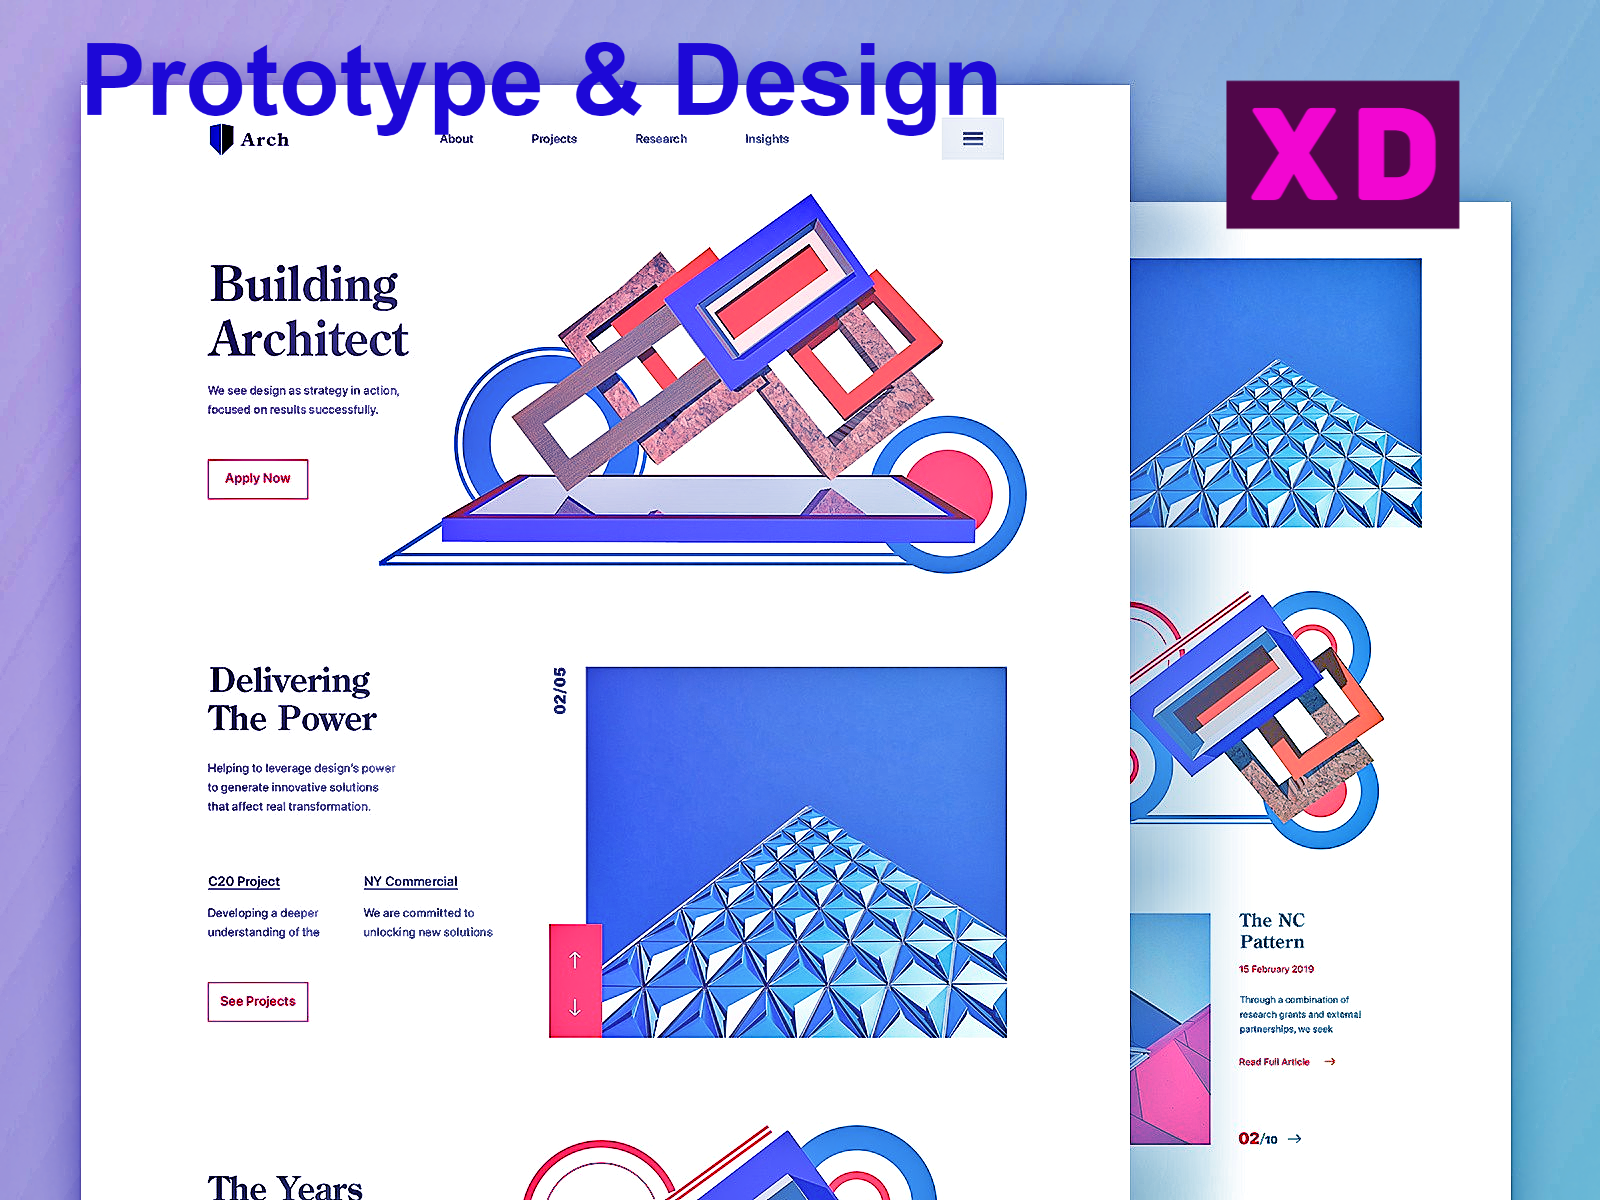 Prototype & Design
XD
Arch
About
Projects
Research
Insights
Building
Architect
We see design as strategy in action,
focused on results successfully.
Apply Now
Delivering
The Power
Helping to leverage design's power
to generate innovative solutions
that affect real transformation.
C20 Project
Developing a deeper
understanding of the
NY Commercial
We are committed to
unlocking new solutions
See Projects
02/05
The Years
The NC
Pattern
15 February 2019
Through a combination of
research grants and external
partnerships, we seek
Read Full Article →
02/10 →